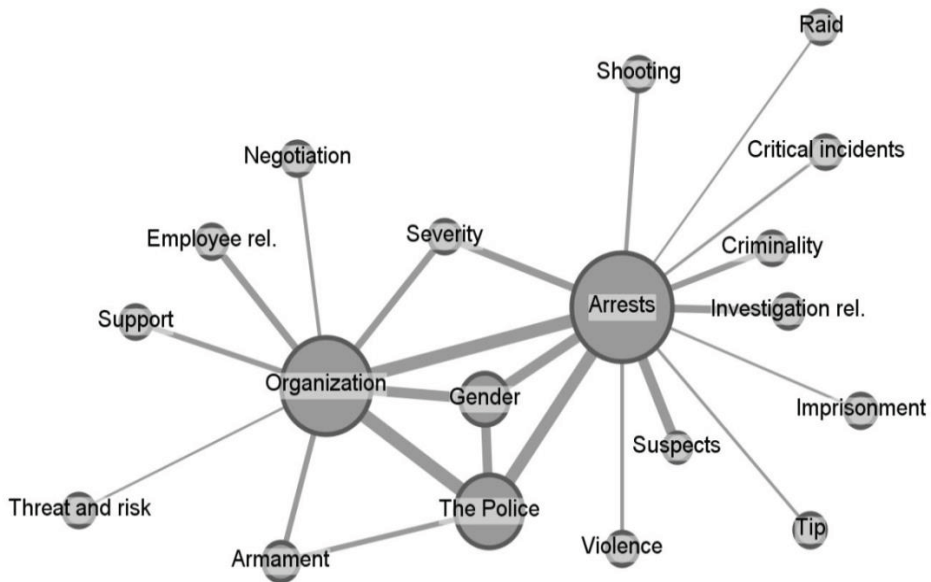 Raid
Shooting
Critical incidents
Negotiation
Severity
Employee rel.
Criminality
Arrests
Investigation rel.
Support
Organization
Gender
Imprisonment
Suspects
Threat and risk
The Police
Tip
Violence
Armament